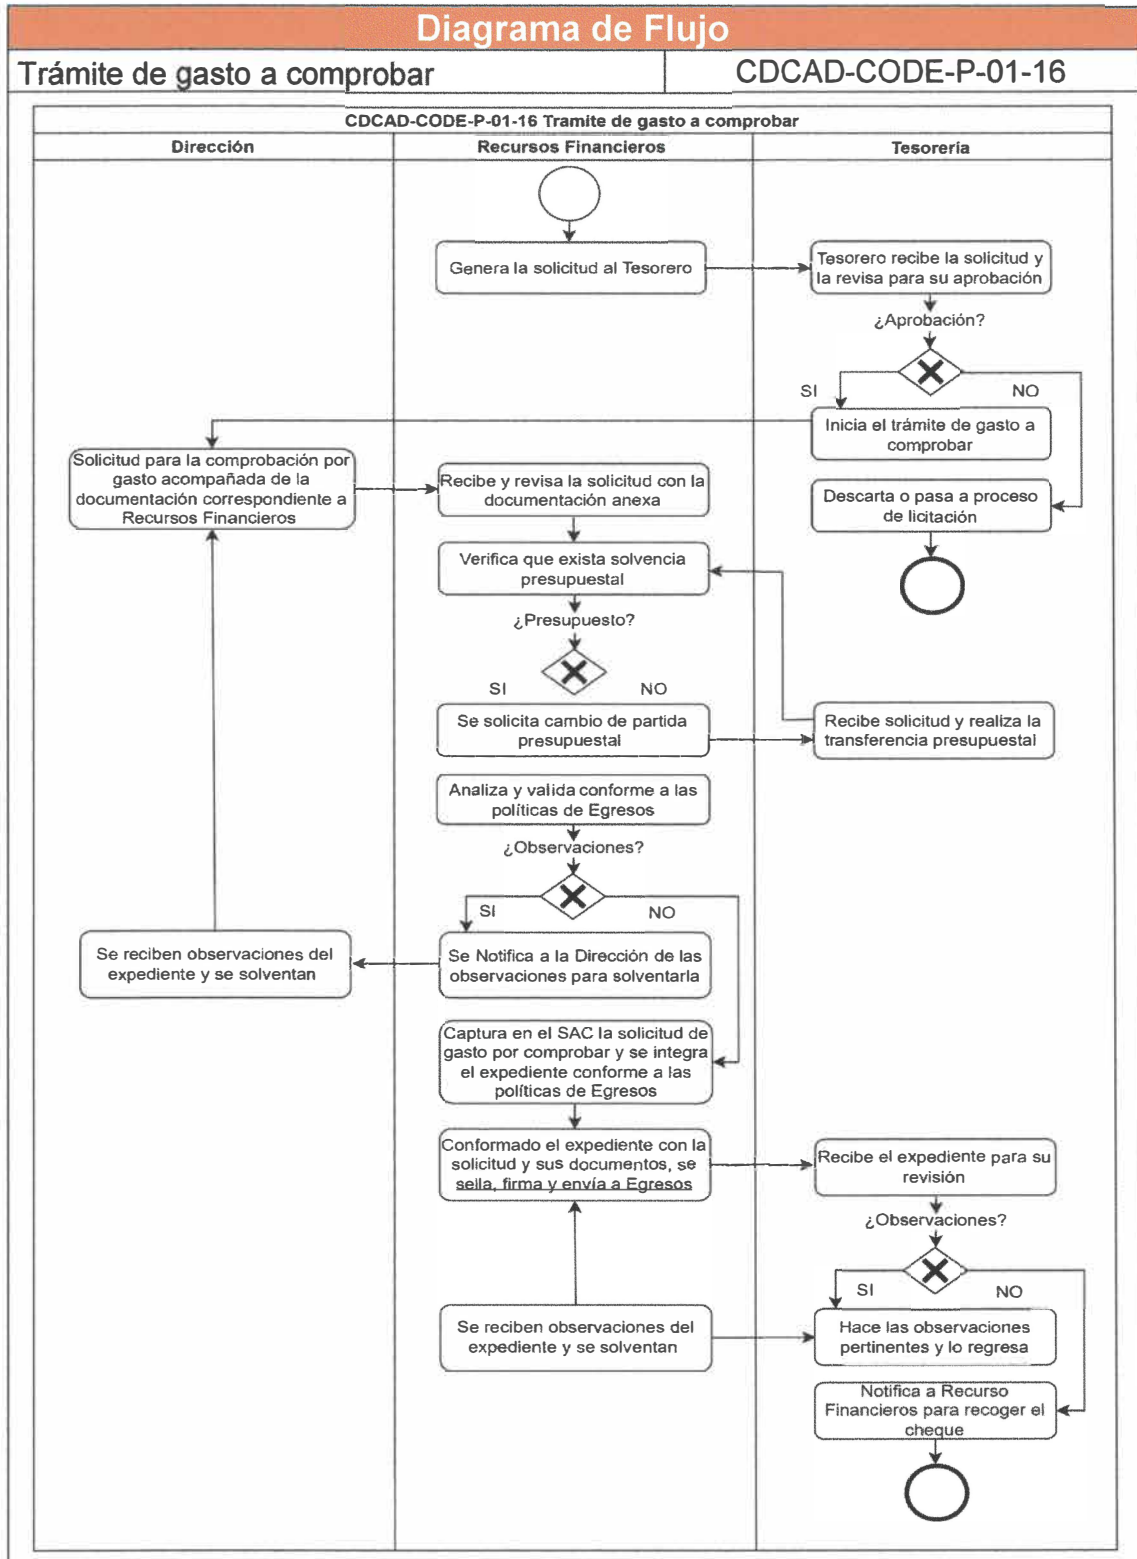 Diagrama de Flujo
Trámite de gasto a comprobar
CDCAD-CODE-P-01-16
CDCAD-CODE-P-01-16 Tramite de gasto a comprobar
Dirección
Recursos Financieros
Tesorería
Genera la solicitud al Tesorero
Tesorero recibe la solicitud y
la revisa para su aprobación
¿Aprobación?
SI
NO
Inicia el trámite de gasto a
comprobar
Solicitud para la comprobación por
gasto acompañada de la
documentación correspondiente a
Recursos Financieros
Recibe y revisa la solicitud con la
documentación anexa
Descarta o pasa a proceso
de licitación
Verifica que exista solvencia
presupuestal
¿Presupuesto?
SI
NO
Se solicita cambio de partida
presupuestal
Recibe solicitud y realiza la
transferencia presupuestal
Analiza y valida conforme a las
políticas de Egresos
¿Observaciones?
SI
NO
Se reciben observaciones del
expediente y se solventan
Se Notifica a la Dirección de las
observaciones para solventarla
Captura en el SAC la solicitud de
gasto por comprobar y se integra
el expediente conforme a las
políticas de Egresos
Conformado el expediente con la
solicitud y sus documentos, se
sella, firma y envía a Egresos
Recibe el expediente para su
revisión
¿Observaciones?
SI
NO
Se reciben observaciones del
expediente y se solventan
Hace las observaciones
pertinentes y lo regresa
Notifica a Recurso
Financieros para recoger el
cheque